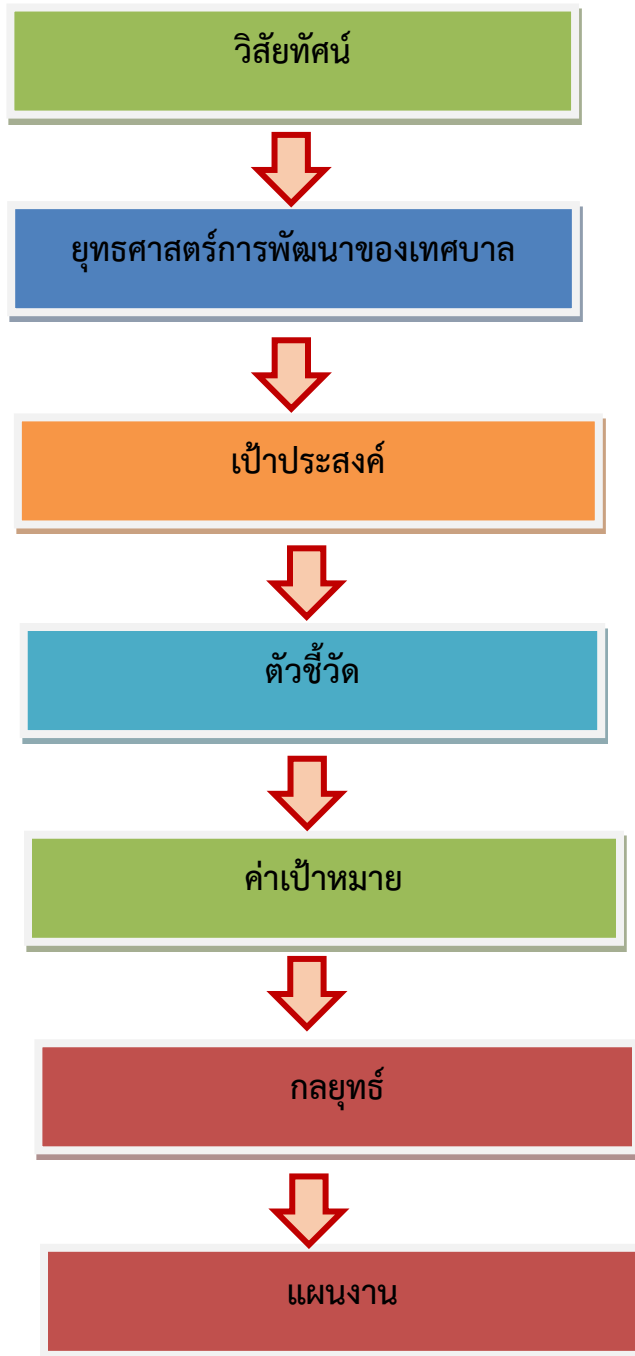 วิสัยทัศน์
ยุทธศาสตร์การพัฒนาของเทศบาล
เป้าประสงค์
ตัวชี้วัด
ค่าเป้าหมาย
กลยุทธ์
แผนงาน